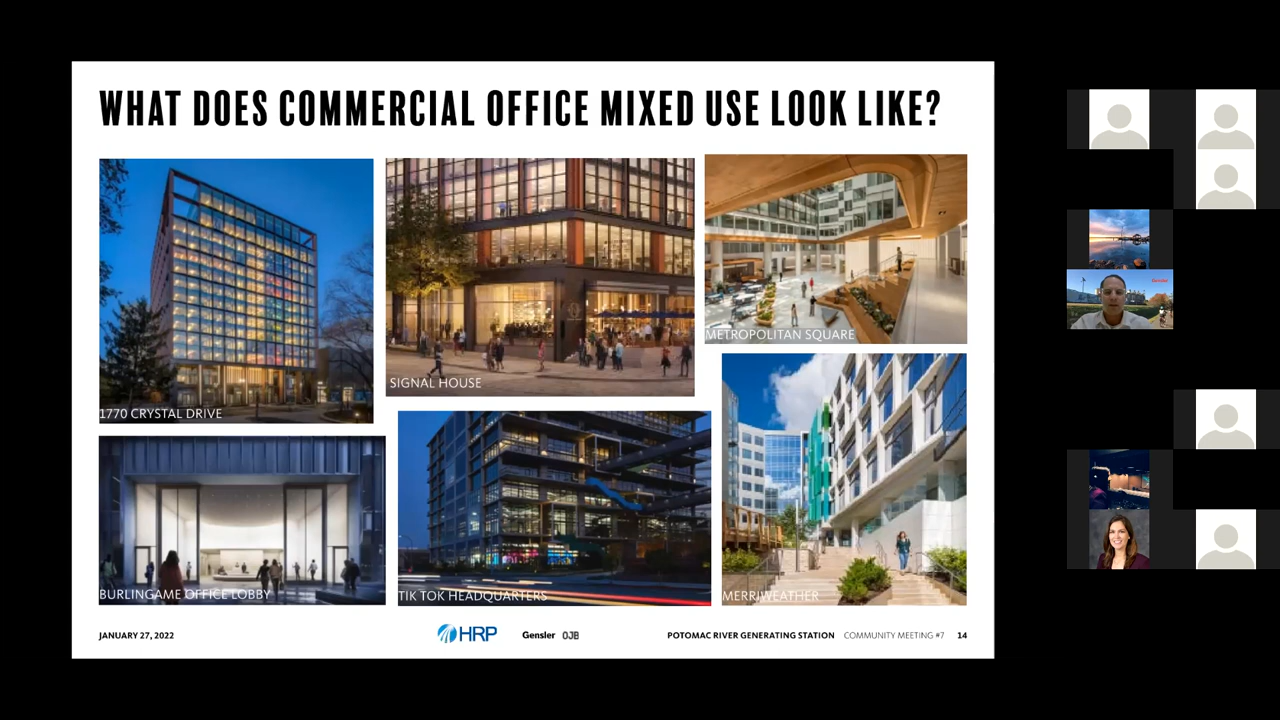 WHAT DOES COMMERCIAL OFFICE MIXED USE LOOK LIKE?
1770 CRYSTAL DRIVE
SIGNAL HOUSE
METROPOLITAN SQUARE
BURLINGAME OFFICE LOBBY
TIK TOK HEADQUARTERS
MERRIWEATHER
JANUARY 27, 2022
HRP
Gensler
OJB
POTOMAC RIVER GENERATING STATION COMMUNITY MEETING #7 14